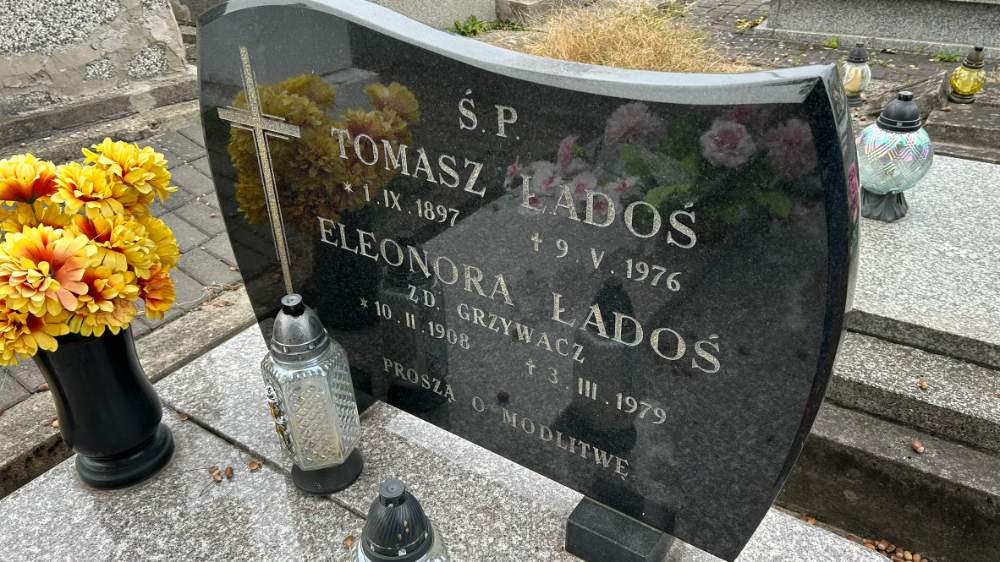 Ś.P.
TOMASZ ŁADOŚ
*1.IX.1897 †9.V.1976
ELEONORA ŁADOŚ
ZD. GRZYWACZ
*10.II.1908 †3.III.1979
PROSZĄ O MODLITWĘ